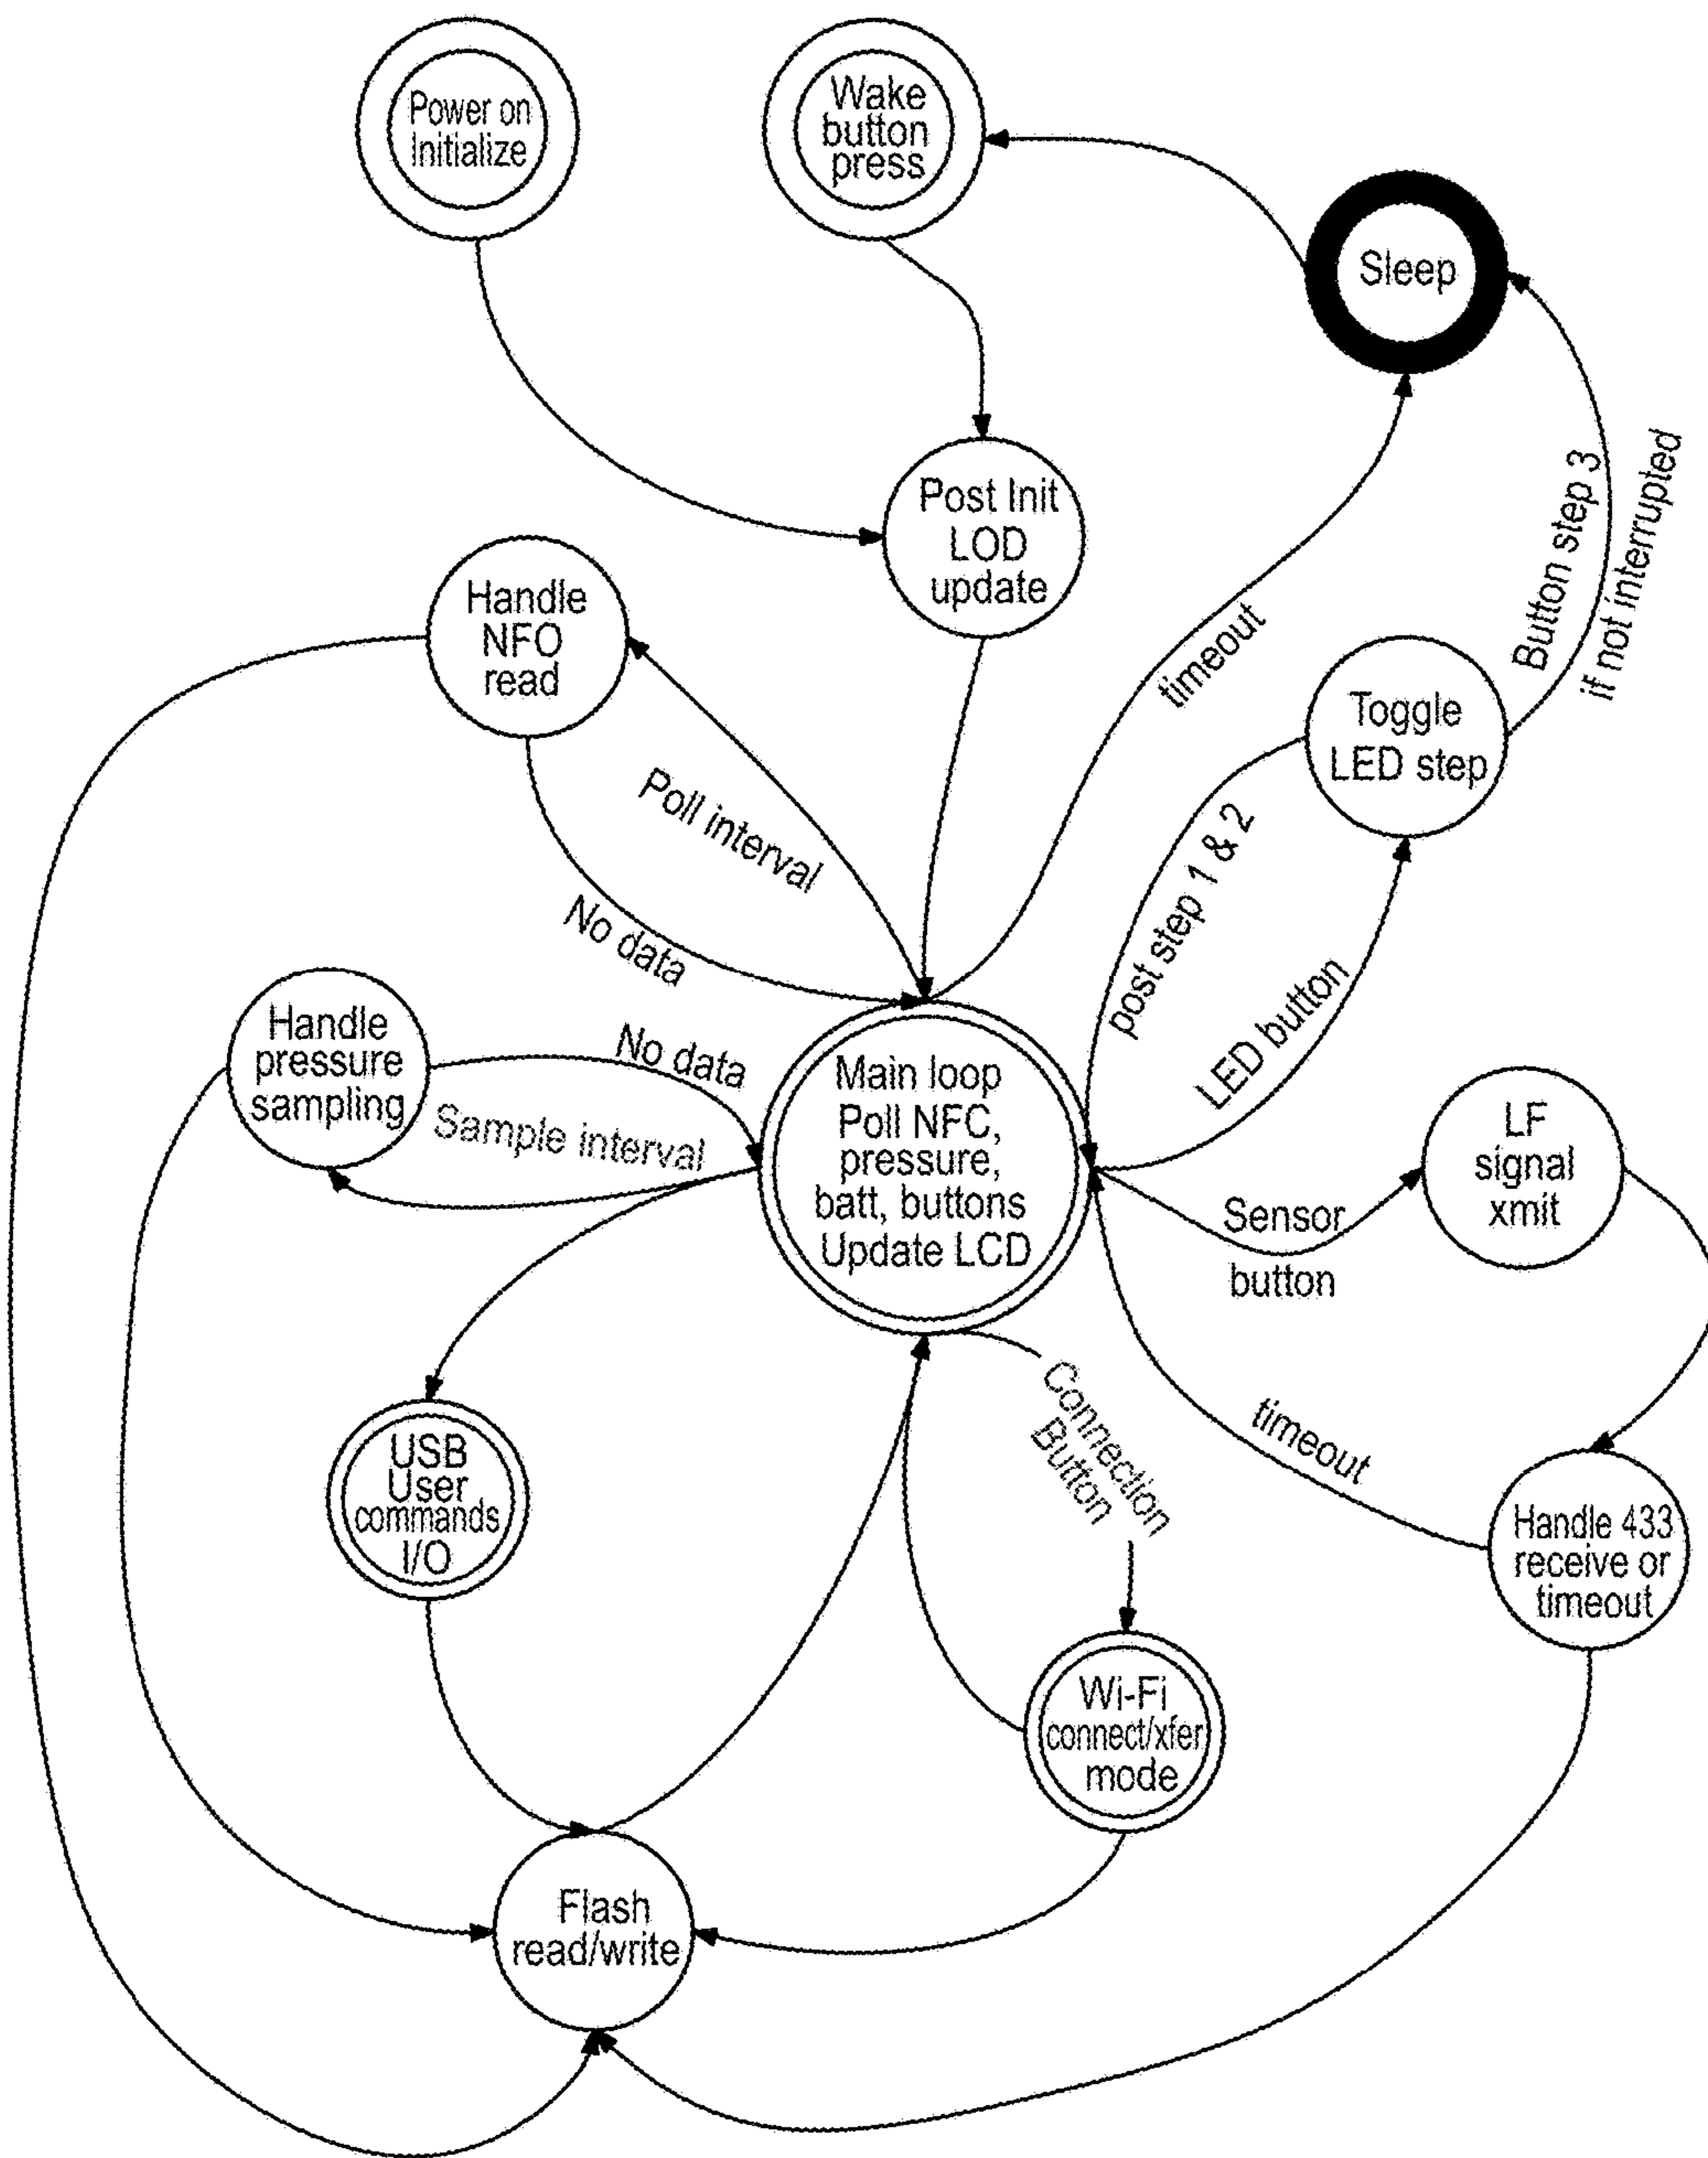 Power on
Initialize
Wake
button
press
Sleep
Post Init
LOD
update
Handle
NFO
read
timeout
Button step 3
if not interrupted
Toggle
LED step
Poll interval
No data
post step 1 & 2
LED button
Handle
pressure
sampling
No data
Sample interval
Main loop
Poll NFC,
pressure,
batt, buttons
Update LCD
LF
signal
xmit
Sensor
button
Connection
Button
timeout
USB
User
commands
I/O
Handle 433
receive or
timeout
Wi-Fi
connect/xfer
mode
Flash
read/write